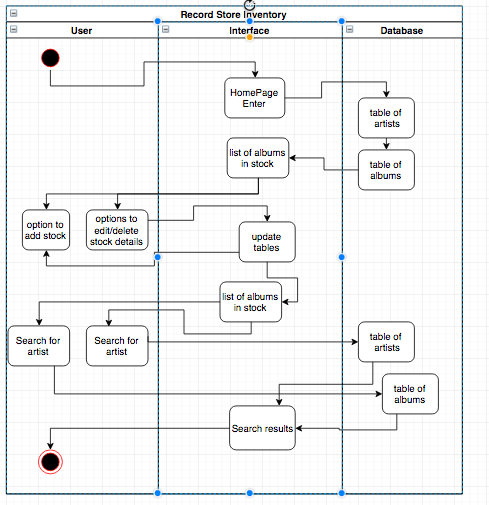 Record Store Inventory
User
Interface
Database
HomePage
Enter
table of
artists
list of albums
in stock
table of
albums
option to
add stock
options to
edit/delete
stock details
update
tables
list of albums
in stock
Search for
artist
Search for
artist
table of
artists
table of
albums
Search results